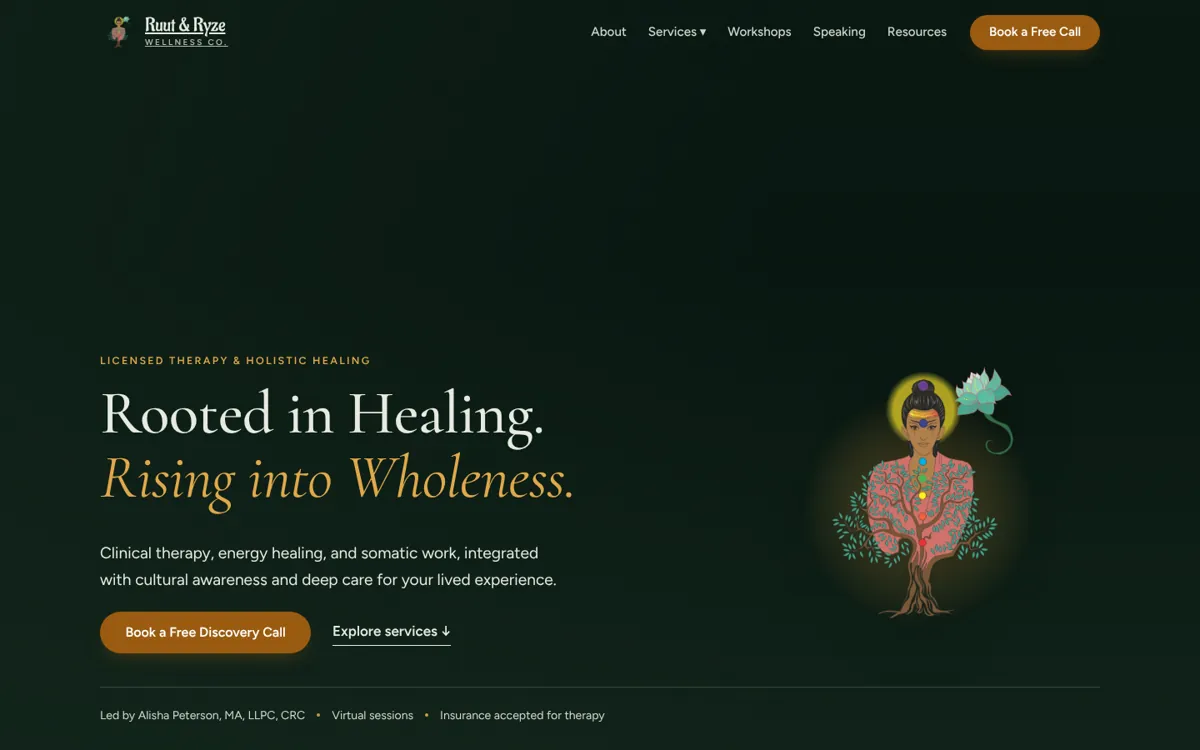 Ruut & Ryze
WELLNESS CO.
About
Services ▾
Workshops
Speaking
Resources
Book a Free Call
LICENSED THERAPY & HOLISTIC HEALING
Rooted in Healing.
Rising into Wholeness.
Clinical therapy, energy healing, and somatic work, integrated
with cultural awareness and deep care for your lived experience.
Book a Free Discovery Call
Explore services ↓
Led by Alisha Peterson, MA, LLPC, CRC • Virtual sessions • Insurance accepted for therapy